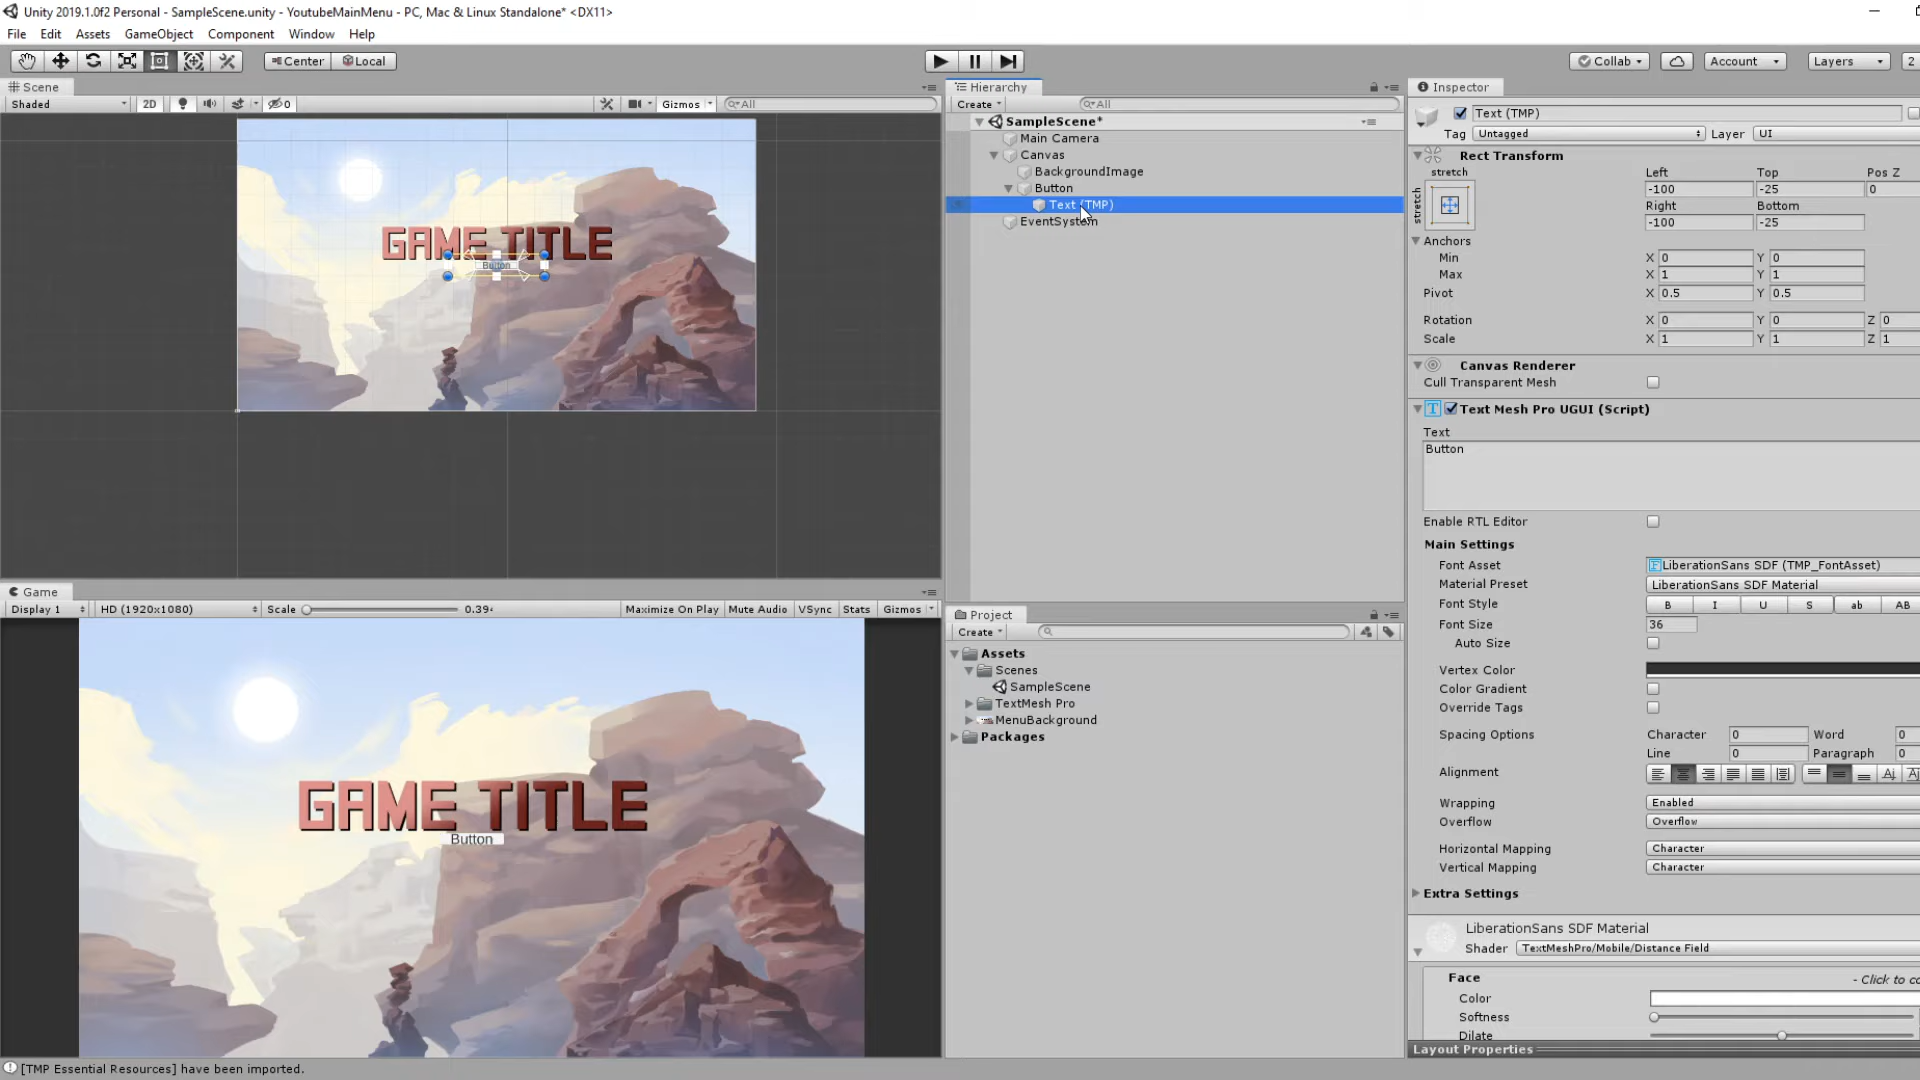 Unity 2019.1.0f2 Personal - SampleScene.unity - YoutubeMainMenu - PC, Mac & Linux Standalone* <DX11>
File Edit Assets GameObject Component Window Help
Center Local Collab Account Layers 2
Scene
Shaded 2D 0 Gizmos All
GAME TITLE
Button
Game
Display 1 HD (1920x1080) Scale 0.39 Maximize On Play Mute Audio VSync Stats Gizmos
GAME TITLE
Button
Hierarchy
Create All
SampleScene*
Main Camera
Canvas
BackgroundImage
Button
Text (TMP)
EventSystem
Project
Create
Assets
Scenes
SampleScene
TextMesh Pro
MenuBackground
Packages
Inspector
Text (TMP)
Tag Untagged Layer UI
Rect Transform
stretch Left Top Pos Z
stretch -100 -25 0
Right Bottom
-100 -25
Anchors
Min X 0 Y 0
Max X 1 Y 1
Pivot X 0.5 Y 0.5
Rotation X 0 Y 0 Z 0
Scale X 1 Y 1 Z 1
Canvas Renderer
Cull Transparent Mesh
Text Mesh Pro UGUI (Script)
Text
Button
Enable RTL Editor
Main Settings
Font Asset LiberationSans SDF (TMP_FontAsset)
Material Preset LiberationSans SDF Material
Font Style B I U S ab AB
Font Size 36
Auto Size
Vertex Color
Color Gradient
Override Tags
Spacing Options Character 0 Word 0
Line 0 Paragraph 0
Alignment
Wrapping Enabled
Overflow Overflow
Horizontal Mapping Character
Vertical Mapping Character
Extra Settings
LiberationSans SDF Material
Shader TextMeshPro/Mobile/Distance Field
Face - Click to co
Color
Softness
Dilate
Layout Properties
[TMP Essential Resources] have been imported.